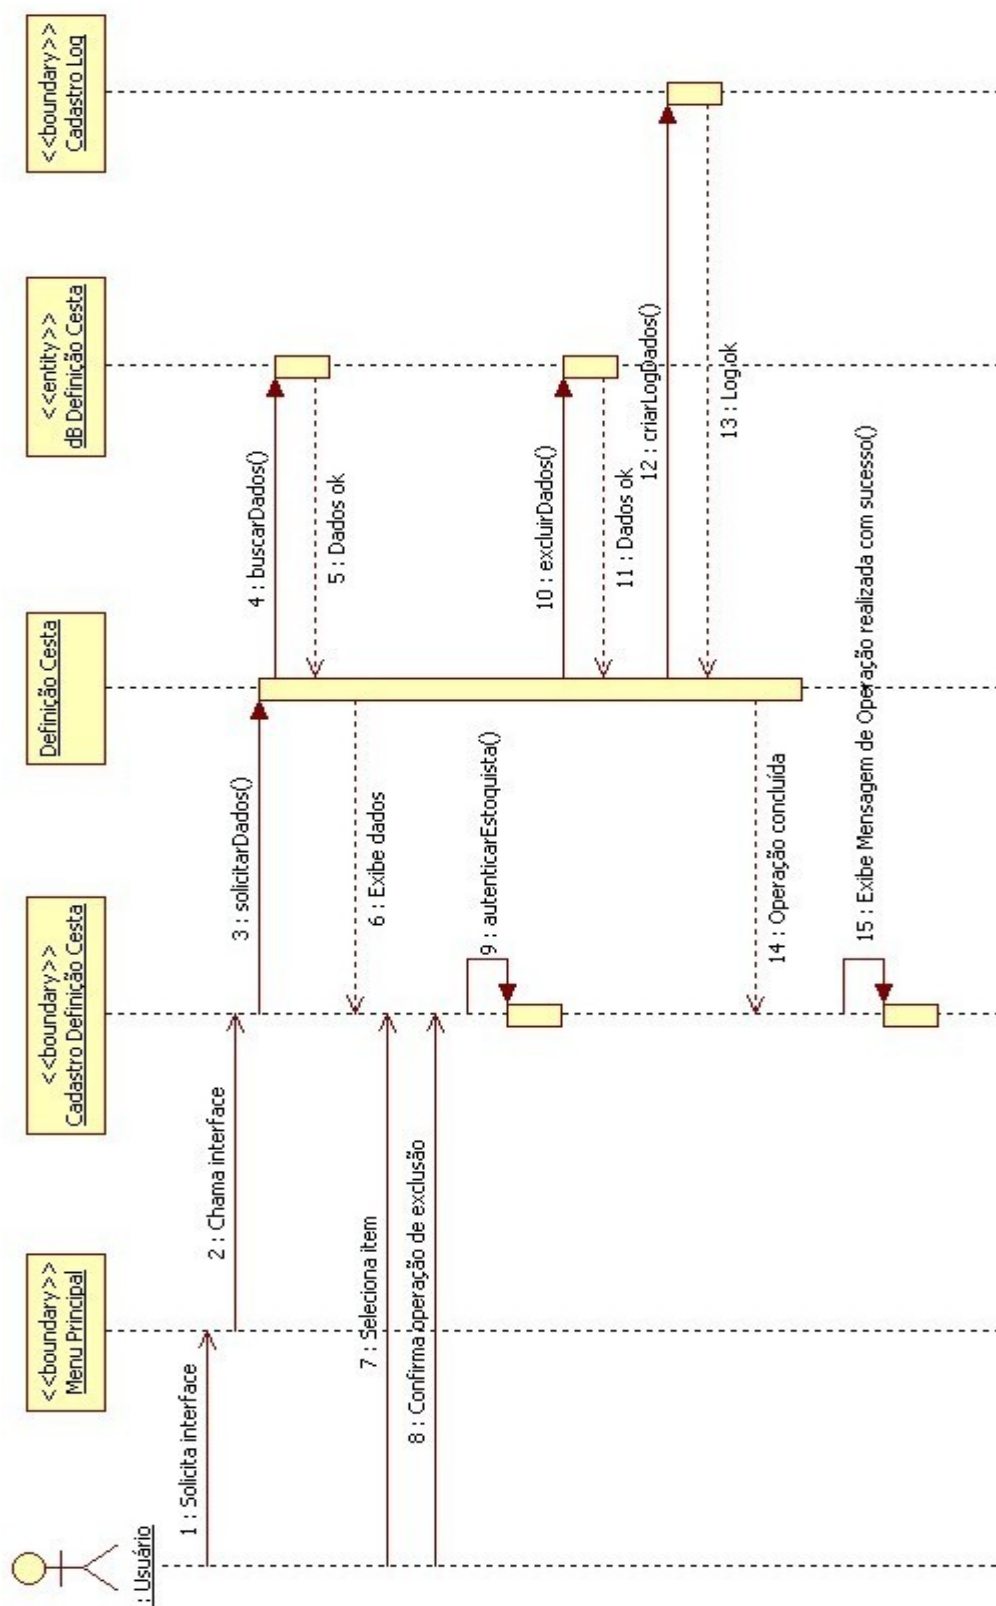 : Usuário
<<boundary>>
Menu Principal
<<boundary>>
Cadastro Definição Cesta
Definição Cesta
<<entity>>
dB Definição Cesta
<<boundary>>
Cadastro Log
1 : Solicita interface
2 : Chama interface
3 : solicitarDados()
4 : buscarDados()
5 : Dados ok
6 : Exibe dados
7 : Seleciona item
8 : Confirma operação de exclusão
9 : autenticarEstoquista()
10 : excluirDados()
11 : Dados ok
12 : criarLogDados()
13 : Log ok
14 : Operação concluída
15 : Exibe Mensagem de Operação realizada com sucesso()